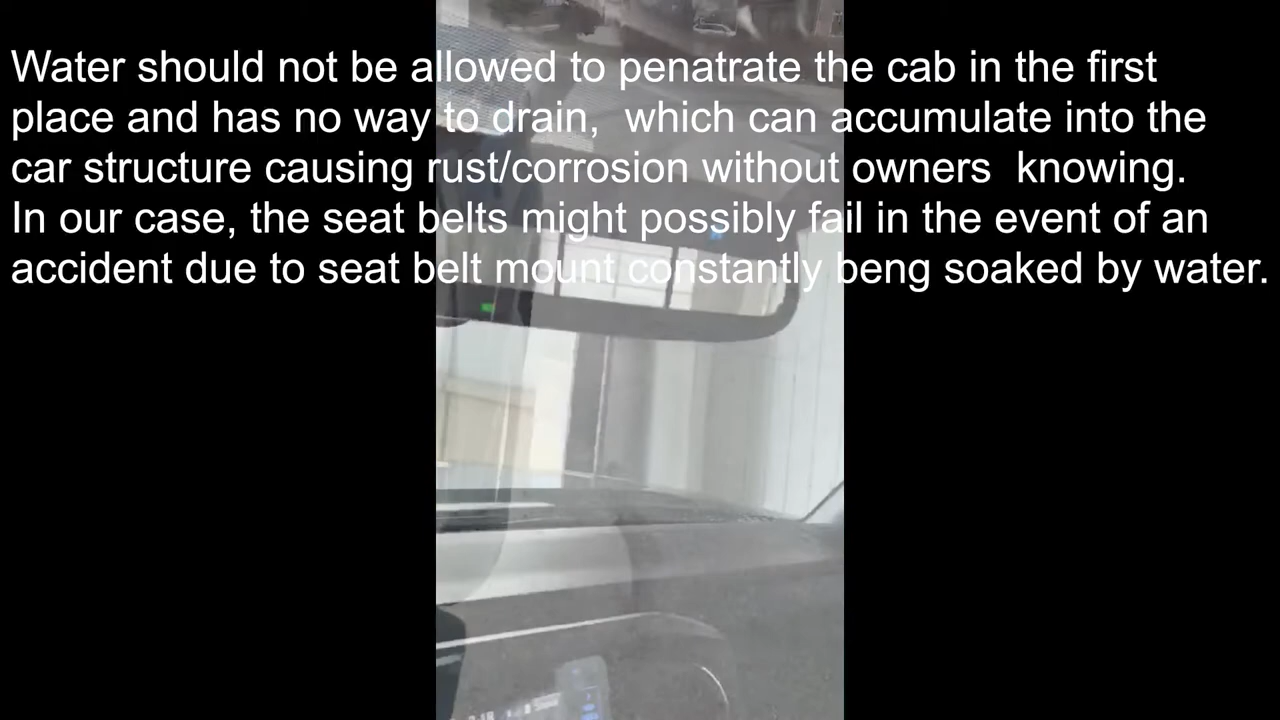 Water should not be allowed to penatrate the cab in the first
place and has no way to drain,  which can accumulate into the
car structure causing rust/corrosion without owners  knowing.
In our case, the seat belts might possibly fail in the event of an
accident due to seat belt mount constantly beng soaked by water.